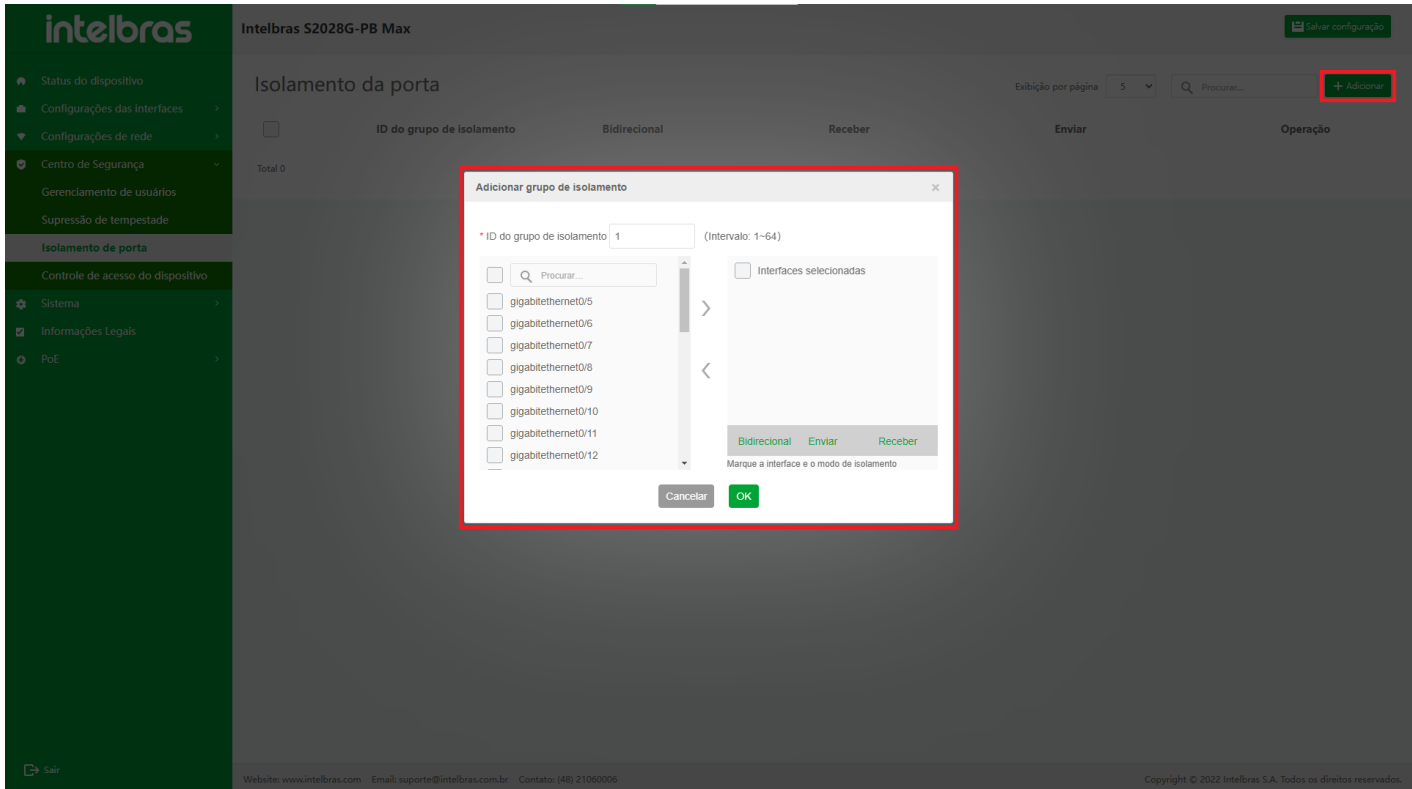 intelbras
Intelbras S2028G-PB Max
Salvar configuração
Status do dispositivo
Configurações das interfaces
Configurações de rede
Centro de Segurança
Gerenciamento de usuários
Supressão de tempestade
Isolamento de porta
Controle de acesso do dispositivo
Sistema
Informações Legais
PoE
Sair
Isolamento da porta
Exibição por página 5 Procurar... + Adicionar
ID do grupo de isolamento Bidirecional Receber Enviar Operação
Total 0
Adicionar grupo de isolamento ×
* ID do grupo de isolamento 1 (Intervalo: 1~64)
Procurar...
gigabitethernet0/5
gigabitethernet0/6
gigabitethernet0/7
gigabitethernet0/8
gigabitethernet0/9
gigabitethernet0/10
gigabitethernet0/11
gigabitethernet0/12
Interfaces selecionadas
Bidirecional Enviar Receber
Marque a interface e o modo de isolamento
Cancelar OK
Website: www.intelbras.com Email: suporte@intelbras.com.br Contato: (48) 21060006
Copyright © 2022 Intelbras S.A. Todos os direitos reservados.